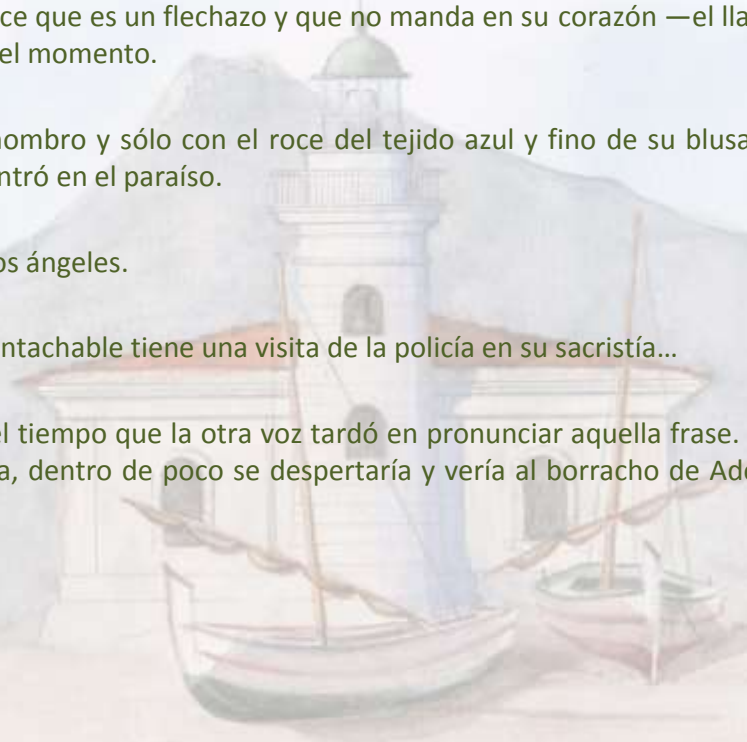 ce que es un flechazo y que no manda en su corazón —el lla
el momento.
ombro y sólo con el roce del tejido azul y fino de su blusa
ntró en el paraíso.
os ángeles.
ntachable tiene una visita de la policía en su sacristía…
el tiempo que la otra voz tardó en pronunciar aquella frase.
a, dentro de poco se despertaría y vería al borracho de Ad